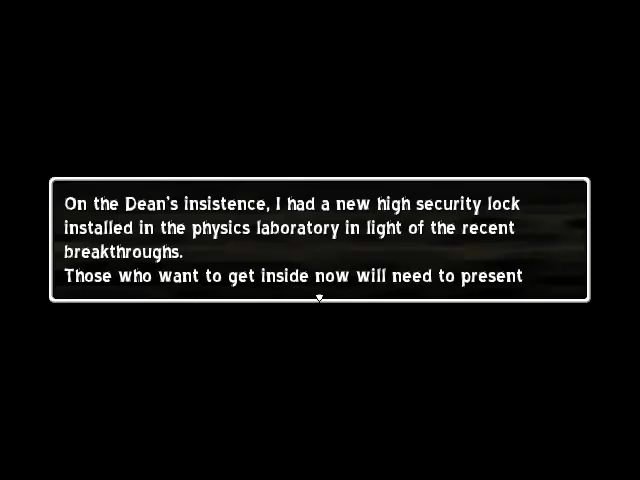 On the Dean's insistence, I had a new high security lock
installed in the physics laboratory in light of the recent
breakthroughs.
Those who want to get inside now will need to present